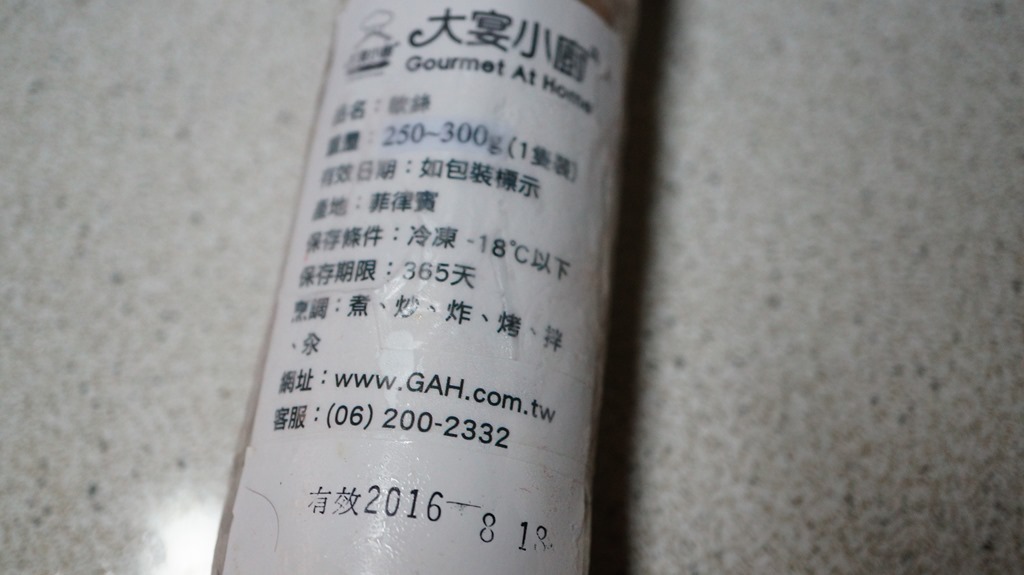 大宴小廚
Gourmet At Home
品名：
重量：250~300g(1隻裝)
有效日期：如包裝標示
產地：菲律賓
保存條件：冷凍 -18℃以下
保存期限：365天
烹調：煮、炒、炸、烤、拌
、汆
網址：www.GAH.com.tw
客服：(06) 200-2332
有效2016 8 18